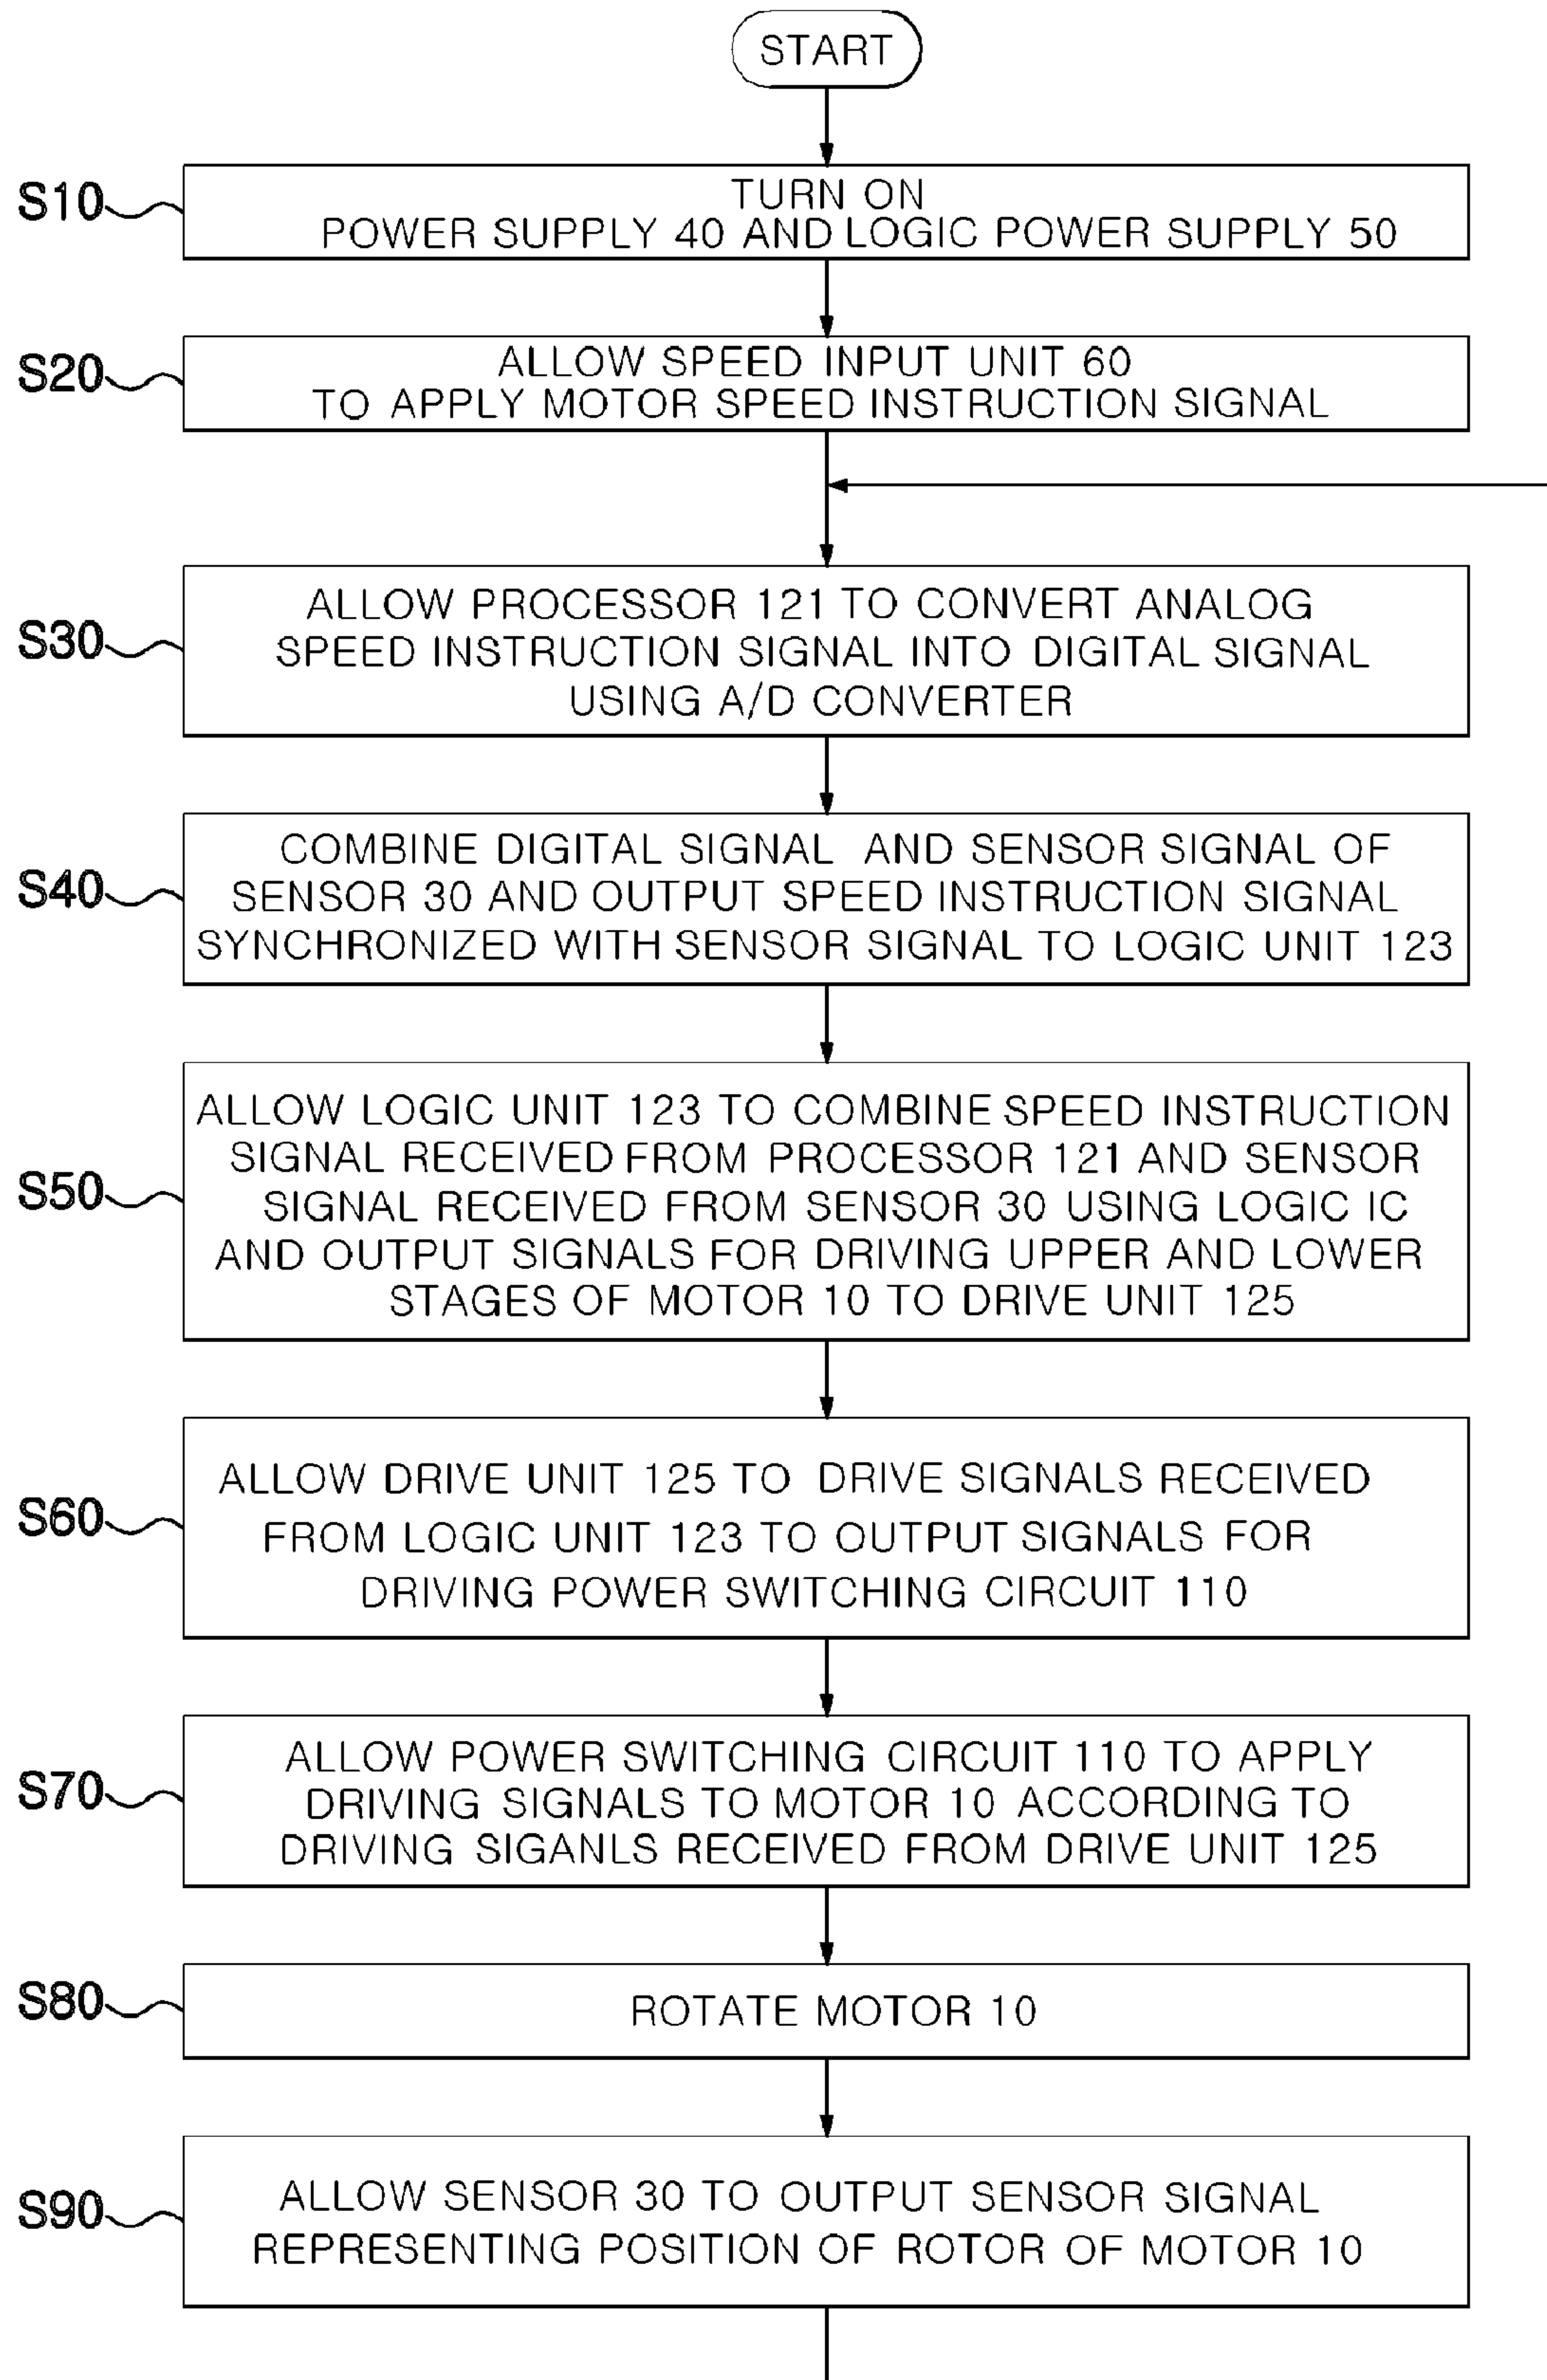 START
S10
TURN ON
POWER SUPPLY 40 AND LOGIC POWER SUPPLY 50
S20
ALLOW SPEED INPUT UNIT 60
TO APPLY MOTOR SPEED INSTRUCTION SIGNAL
S30
ALLOW PROCESSOR 121 TO CONVERT ANALOG
SPEED INSTRUCTION SIGNAL INTO DIGITAL SIGNAL
USING A/D CONVERTER
S40
COMBINE DIGITAL SIGNAL AND SENSOR SIGNAL OF
SENSOR 30 AND OUTPUT SPEED INSTRUCTION SIGNAL
SYNCHRONIZED WITH SENSOR SIGNAL TO LOGIC UNIT 123
S50
ALLOW LOGIC UNIT 123 TO COMBINE SPEED INSTRUCTION
SIGNAL RECEIVED FROM PROCESSOR 121 AND SENSOR
SIGNAL RECEIVED FROM SENSOR 30 USING LOGIC IC
AND OUTPUT SIGNALS FOR DRIVING UPPER AND LOWER
STAGES OF MOTOR 10 TO DRIVE UNIT 125
S60
ALLOW DRIVE UNIT 125 TO DRIVE SIGNALS RECEIVED
FROM LOGIC UNIT 123 TO OUTPUT SIGNALS FOR
DRIVING POWER SWITCHING CIRCUIT 110
S70
ALLOW POWER SWITCHING CIRCUIT 110 TO APPLY
DRIVING SIGNALS TO MOTOR 10 ACCORDING TO
DRIVING SIGANLS RECEIVED FROM DRIVE UNIT 125
S80
ROTATE MOTOR 10
S90
ALLOW SENSOR 30 TO OUTPUT SENSOR SIGNAL
REPRESENTING POSITION OF ROTOR OF MOTOR 10